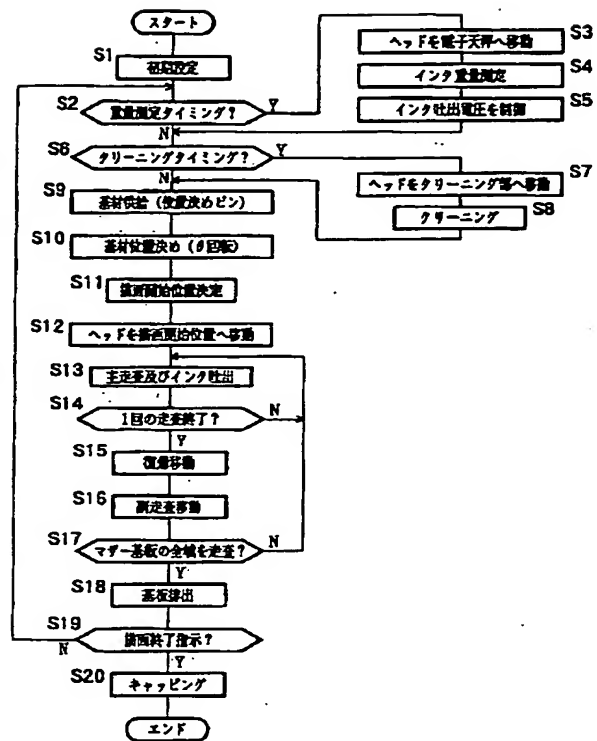 スタート
S1
初期設定
S2
重量測定タイミング?
Y
N
S3
ヘッドを電子天秤へ移動
S4
インク重量測定
S5
インク吐出電圧を制御
S6
クリーニングタイミング?
Y
N
S7
ヘッドをクリーニング部へ移動
S8
クリーニング
S9
基材供給(位置決めピン)
S10
基材位置決め(θ回転)
S11
描画開始位置決定
S12
ヘッドを描画開始位置へ移動
S13
主走査及びインク吐出
S14
1回の走査終了?
N
Y
S15
復帰移動
S16
副走査移動
S17
マザー基板の全域を走査?
N
Y
S18
基板排出
S19
描画終了指示?
N
Y
S20
キャッピング
エンド